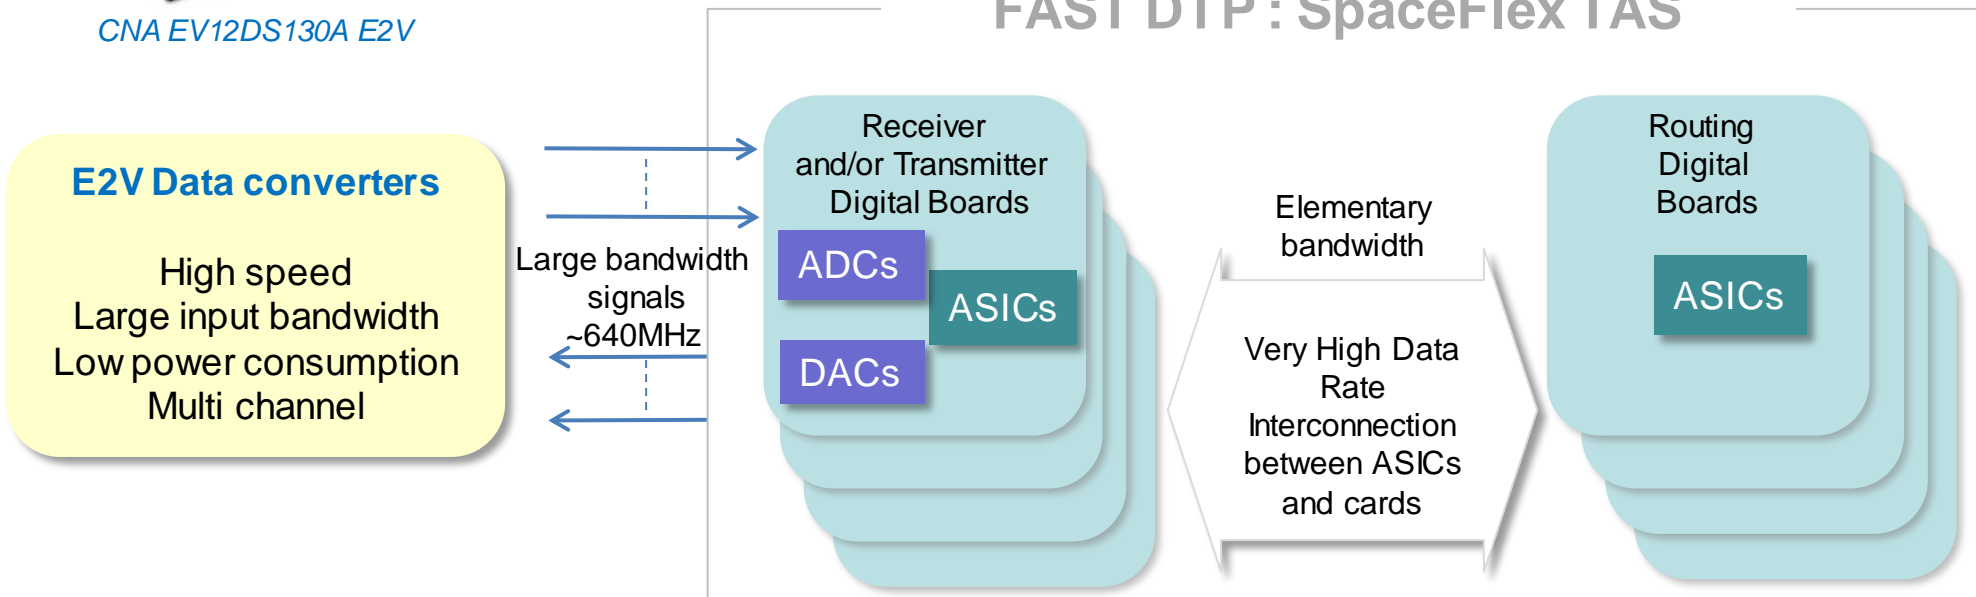 FAST DTP : SpaceFlex TAS
CNA EV12DS130A E2V
E2V Data converters
High speed
Large input bandwidth
Low power consumption
Multi channel
Large bandwidth
signals
~640MHz
Receiver
and/or Transmitter
Digital Boards
ADCs
ASICs
DACs
Elementary
bandwidth
Very High Data
Rate
Interconnection
between ASICs
and cards
Routing
Digital
Boards
ASICs